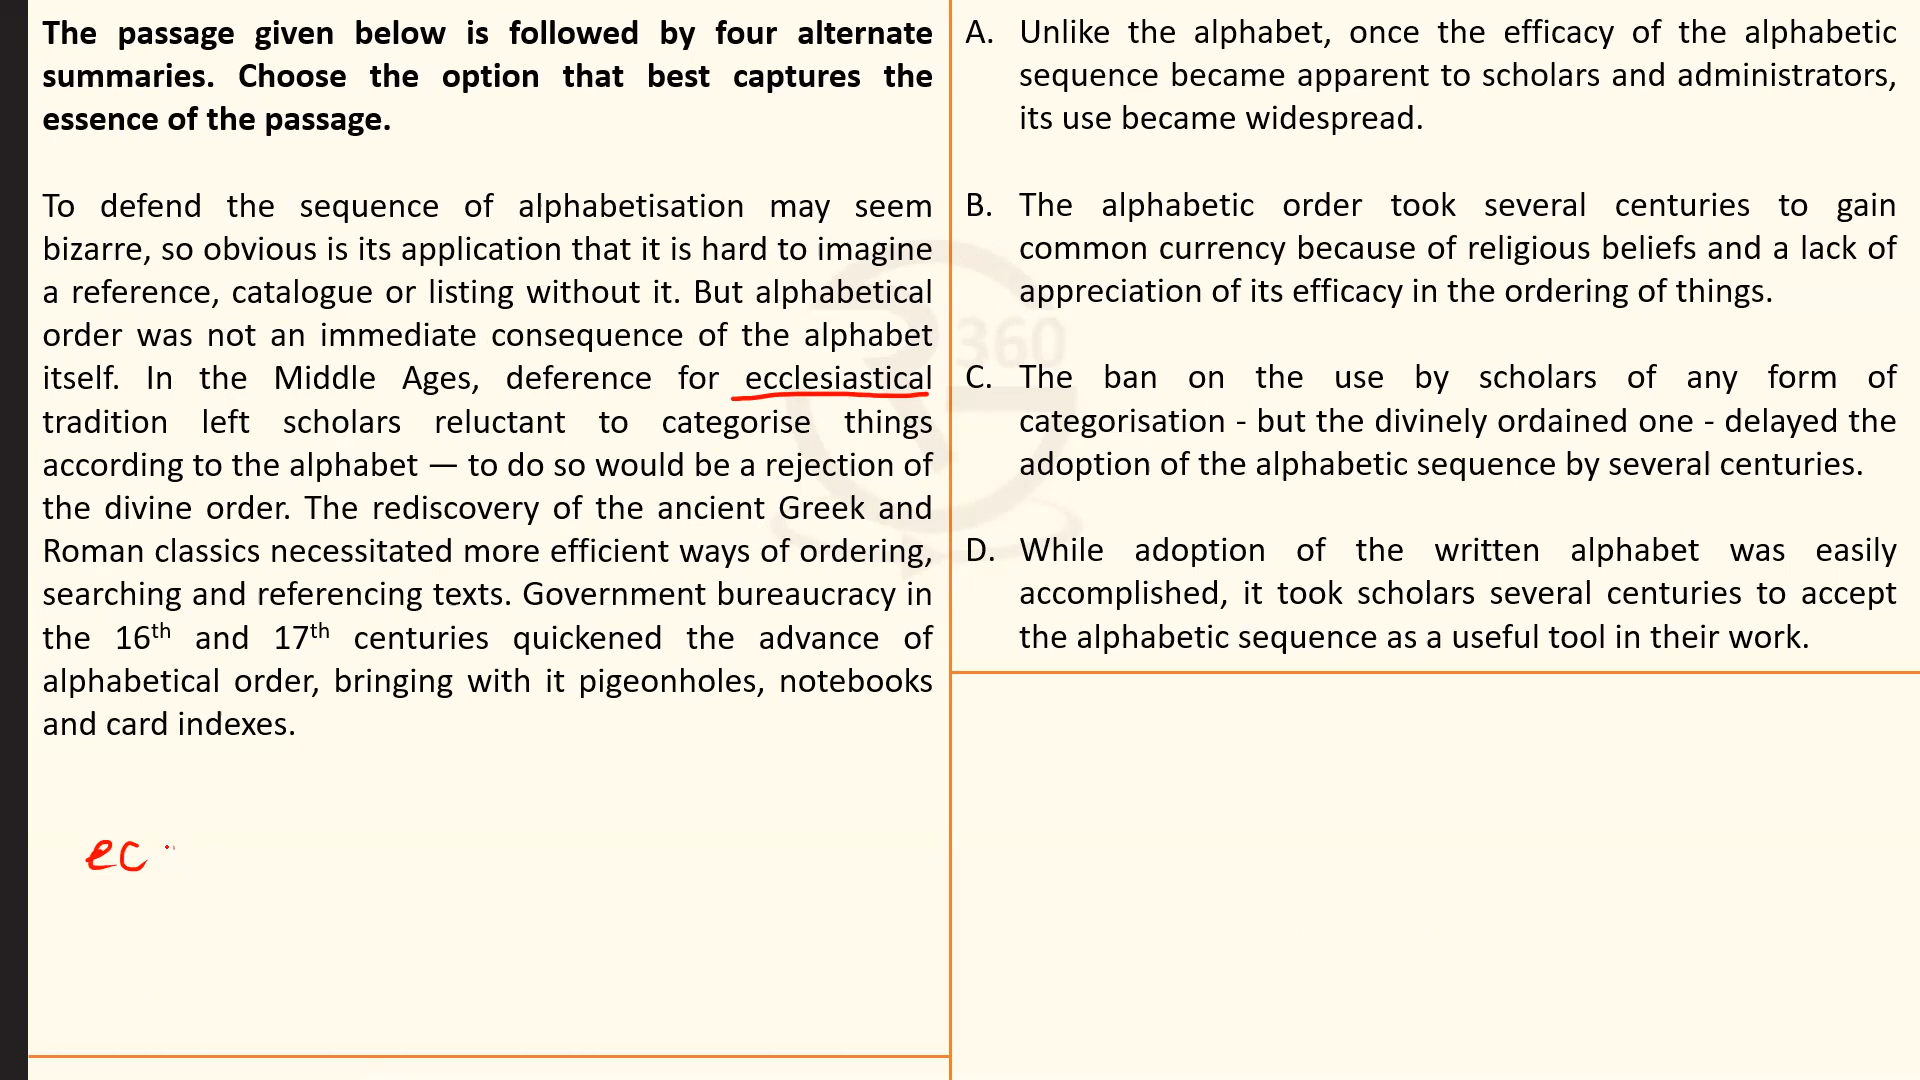 The passage given below is followed by four alternate
summaries. Choose the option that best captures the
essence of the passage.
To defend the sequence of alphabetisation may seem
bizarre, so obvious is its application that it is hard to imagine
a reference, catalogue or listing without it. But alphabetical
order was not an immediate consequence of the alphabet
itself. In the Middle Ages, deference for ecclesiastical
tradition left scholars reluctant to categorise things
according to the alphabet — to do so would be a rejection of
the divine order. The rediscovery of the ancient Greek and
Roman classics necessitated more efficient ways of ordering,
searching and referencing texts. Government bureaucracy in
the 16th and 17th centuries quickened the advance of
alphabetical order, bringing with it pigeonholes, notebooks
and card indexes.
ec
A. Unlike the alphabet, once the efficacy of the alphabetic
sequence became apparent to scholars and administrators,
its use became widespread.
B. The alphabetic order took several centuries to gain
common currency because of religious beliefs and a lack of
appreciation of its efficacy in the ordering of things.
C. The ban on the use by scholars of any form of
categorisation - but the divinely ordained one - delayed the
adoption of the alphabetic sequence by several centuries.
D. While adoption of the written alphabet was easily
accomplished, it took scholars several centuries to accept
the alphabetic sequence as a useful tool in their work.
360